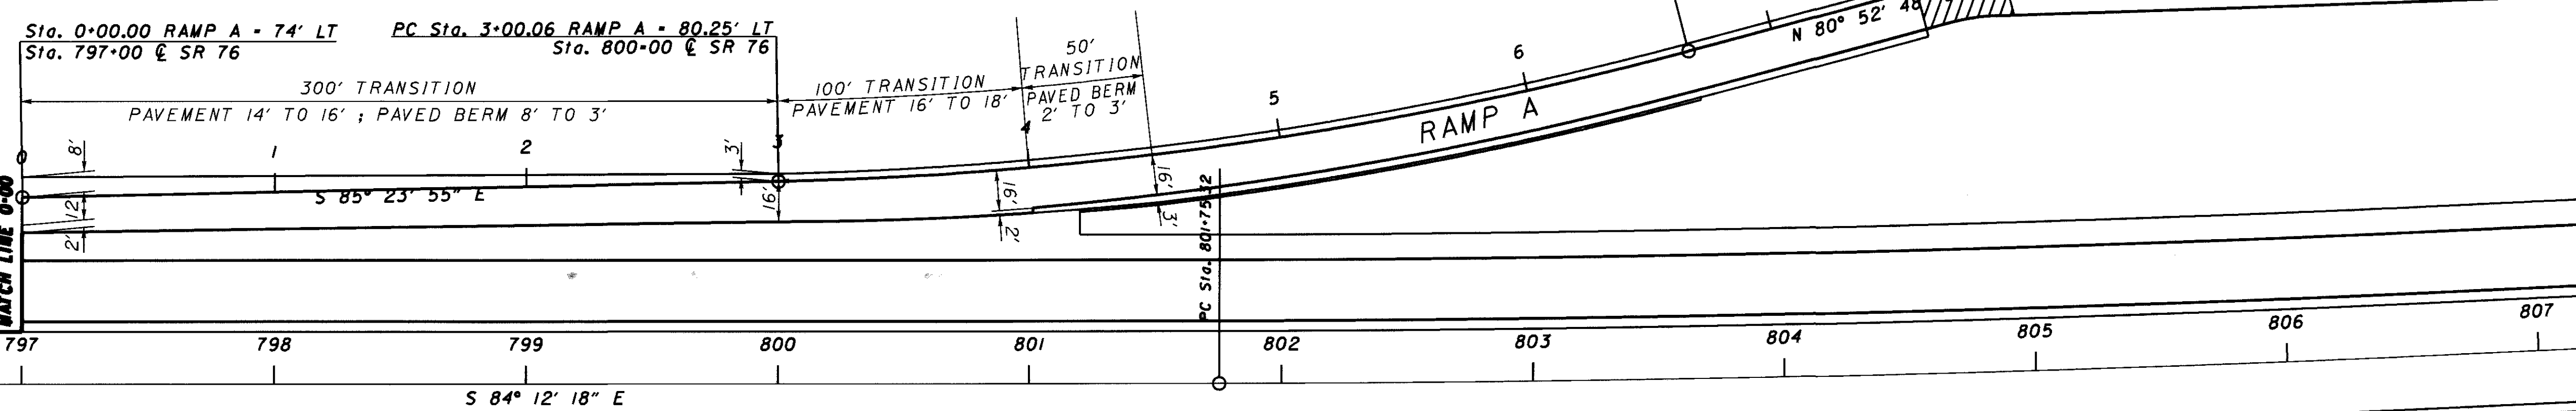 Sta. 0+00.00 RAMP A = 74' LT
Sta. 797+00 ℄ SR 76
PC Sta. 3+00.06 RAMP A = 80.25' LT
Sta. 800+00 ℄ SR 76
300' TRANSITION
PAVEMENT 14' TO 16' ; PAVED BERM 8' TO 3'
100' TRANSITION
PAVEMENT 16' TO 18'
50'
TRANSITION
PAVED BERM
2' TO 3'
N 80° 52' 48
0
1
2
3
4
5
6
RAMP A
8'
12'
2'
3'
16'
16'
2'
16'
3'
S 85° 23' 55" E
MATCH LINE 0+00
PC Sta. 801+75.32
797
798
799
800
801
802
803
804
805
806
807
S 84° 12' 18" E